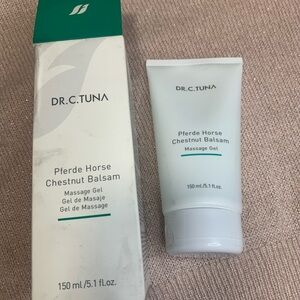 DR.C.TUNA
Pferde Horse
Chestnut Balsam
Massage Gel
Gel de Masaje
Gel de Massage
150 ml/5.1 fl.oz.
DR.C.TUNA
Pferde Horse
Chestnut Balsam
Massage Gel
150 ml/5.1 fl.oz.